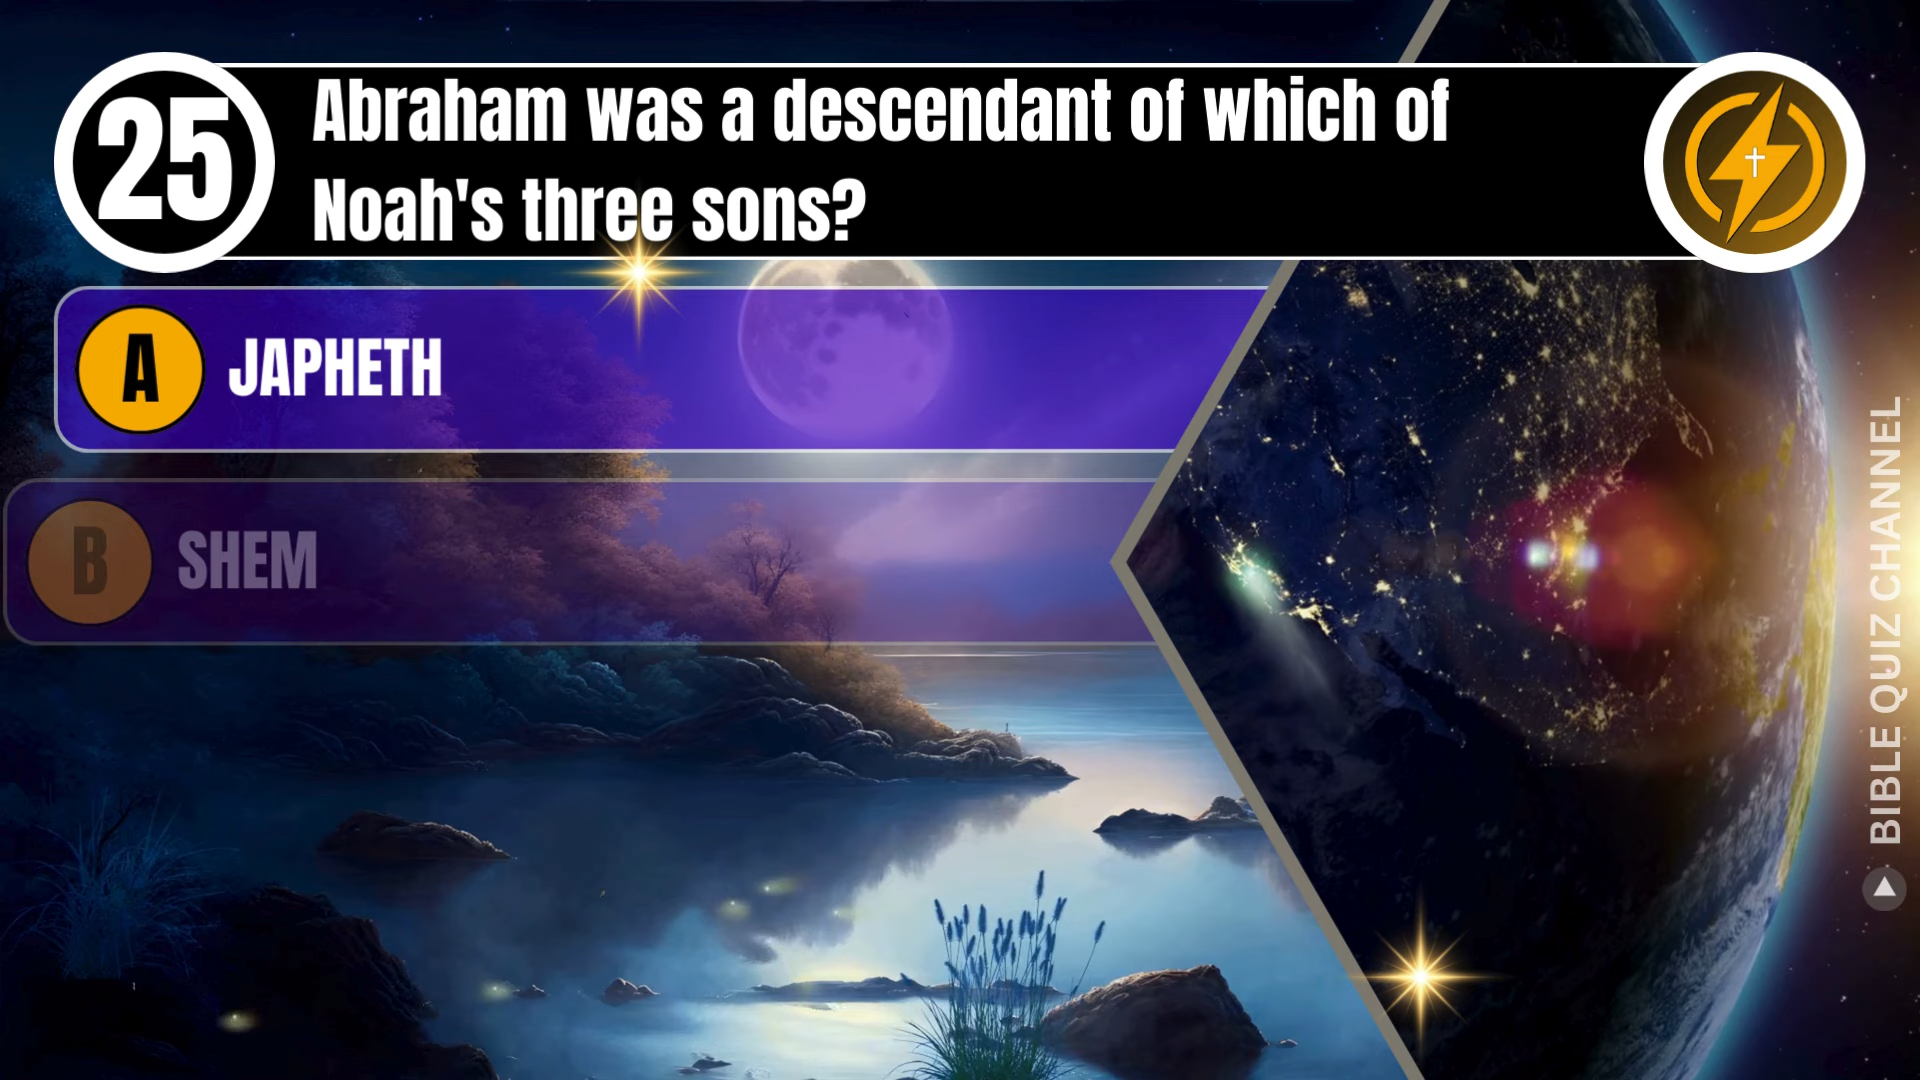 25
Abraham was a descendant of which of
Noah's three sons?
A JAPHETH
B SHEM
BIBLE QUIZ CHANNEL